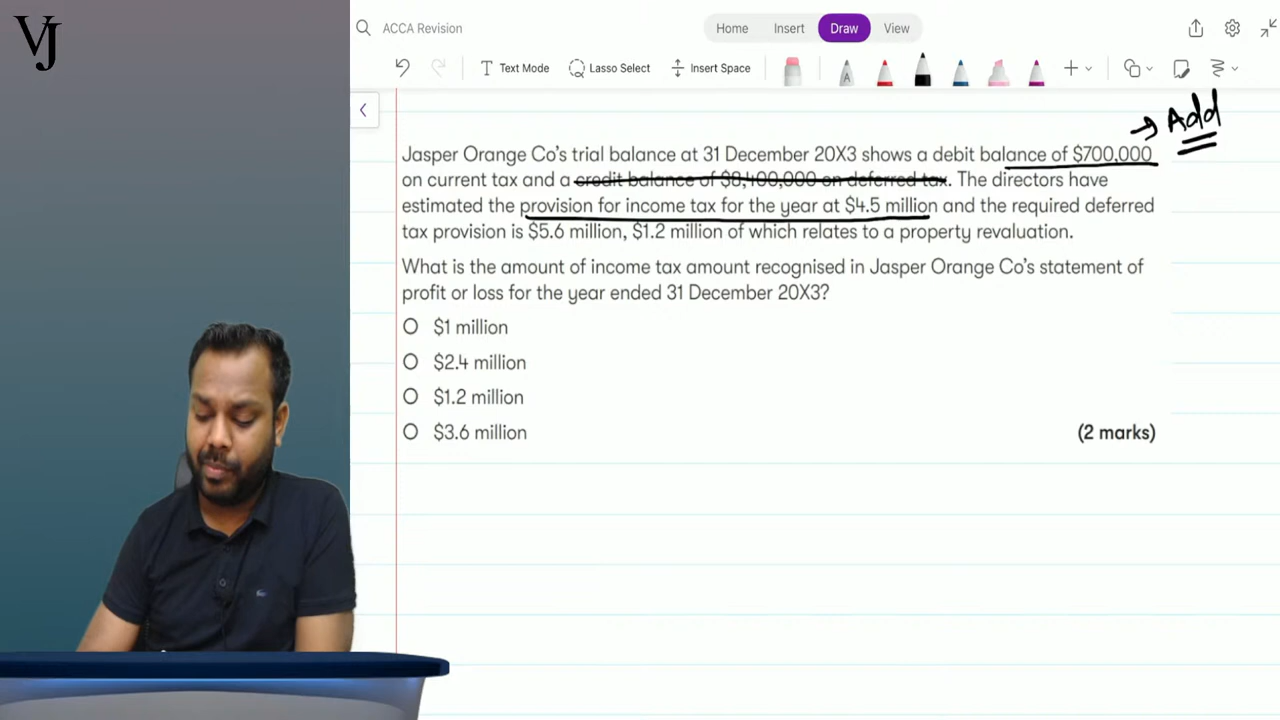 VJ
ACCA Revision
Home Insert Draw View
Text Mode Lasso Select Insert Space
A
→ Add
Jasper Orange Co's trial balance at 31 December 20X3 shows a debit balance of $700,000
on current tax and a credit balance of $8,400,000 on deferred tax. The directors have
estimated the provision for income tax for the year at $4.5 million and the required deferred
tax provision is $5.6 million, $1.2 million of which relates to a property revaluation.
What is the amount of income tax amount recognised in Jasper Orange Co's statement of
profit or loss for the year ended 31 December 20X3?
$1 million
$2.4 million
$1.2 million
$3.6 million
(2 marks)